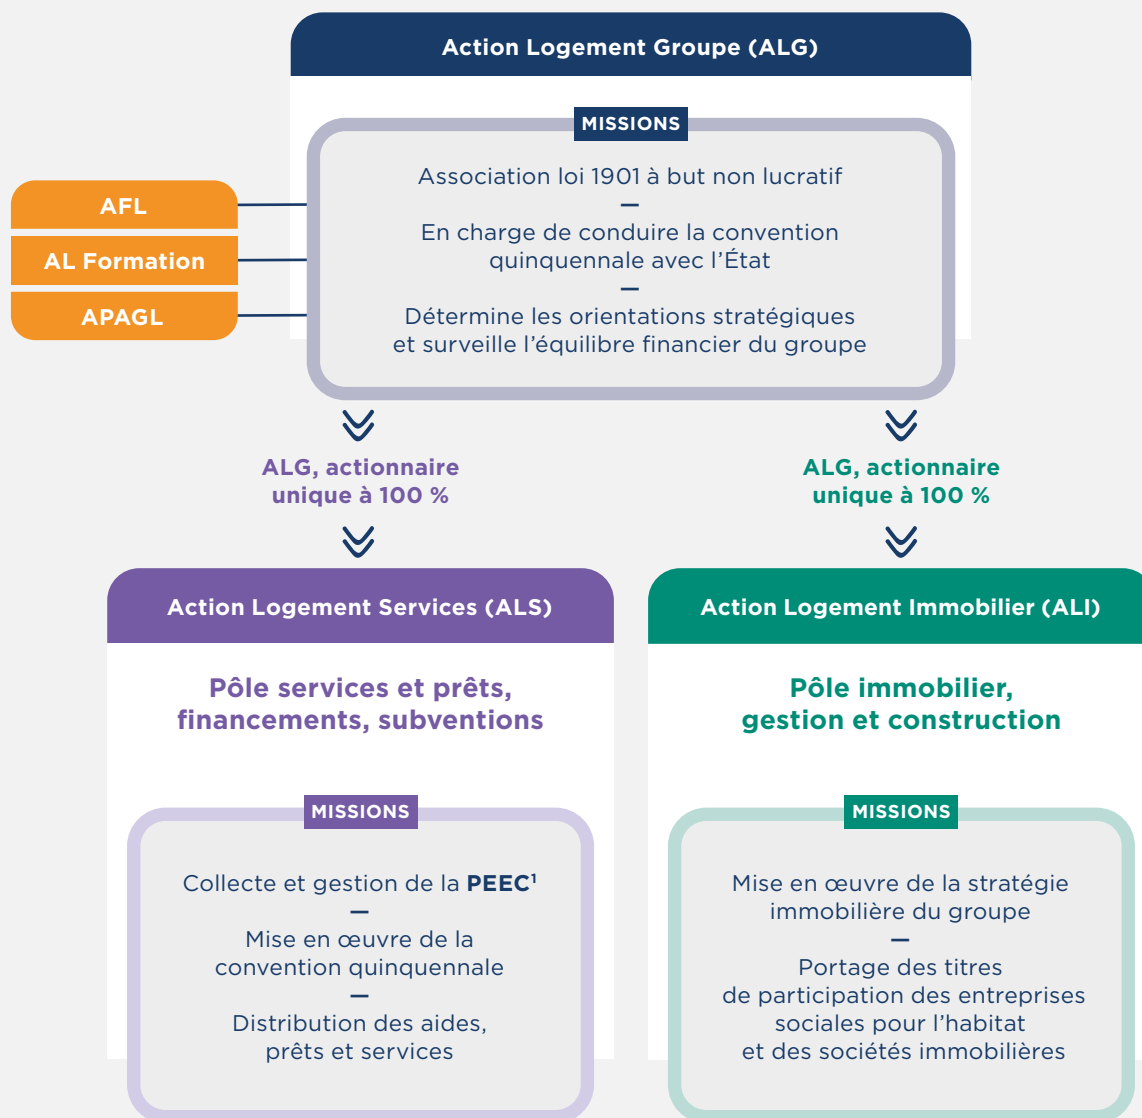 Action Logement Groupe (ALG)
MISSIONS
Association loi 1901 à but non lucratif
—
En charge de conduire la convention
quinquennale avec l’État
—
Détermine les orientations stratégiques
et surveille l’équilibre financier du groupe
AFL
AL Formation
APAGL
ALG, actionnaire
unique à 100 %
ALG, actionnaire
unique à 100 %
Action Logement Services (ALS)
Pôle services et prêts,
financements, subventions
MISSIONS
Collecte et gestion de la PEEC¹
—
Mise en œuvre de la
convention quinquennale
—
Distribution des aides,
prêts et services
Action Logement Immobilier (ALI)
Pôle immobilier,
gestion et construction
MISSIONS
Mise en œuvre de la stratégie
immobilière du groupe
—
Portage des titres
de participation des entreprises
sociales pour l’habitat
et des sociétés immobilières